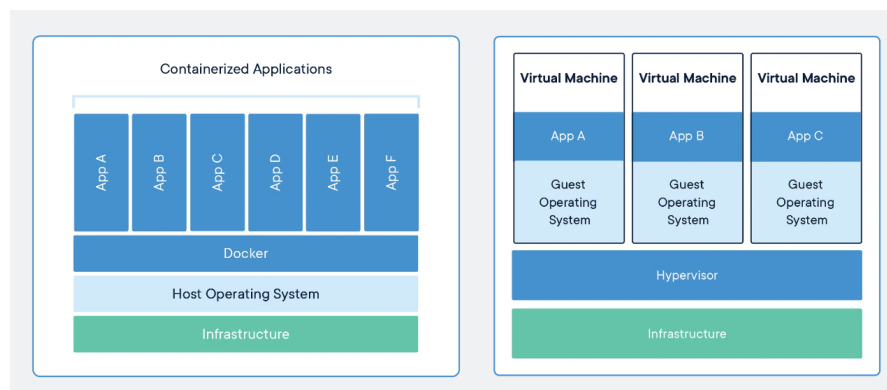 Containerized Applications
App A
App B
App C
App D
App E
App F
Docker
Host Operating System
Infrastructure
Virtual Machine
App A
Guest
Operating
System
Virtual Machine
App B
Guest
Operating
System
Virtual Machine
App C
Guest
Operating
System
Hypervisor
Infrastructure